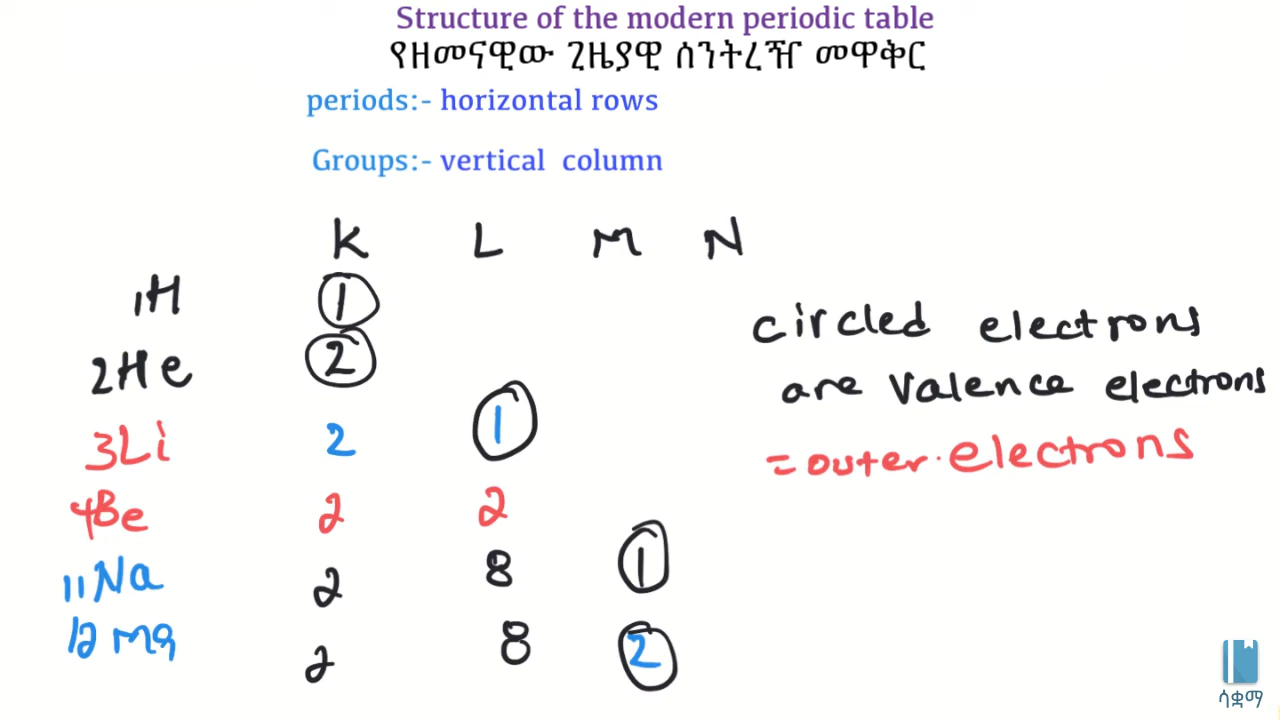 Structure of the modern periodic table
የዘመናዊው ጊዜያዊ ሰንትረዥ መዋቅር
periods:- horizontal rows
Groups:- vertical column
K L M N
1H 1
2He 2
3Li 2 1
4Be 2 2
11Na 2 8 1
12Mg 2 8 2
circled electrons
are valence electrons
=outer.electrons
ሳቋማ